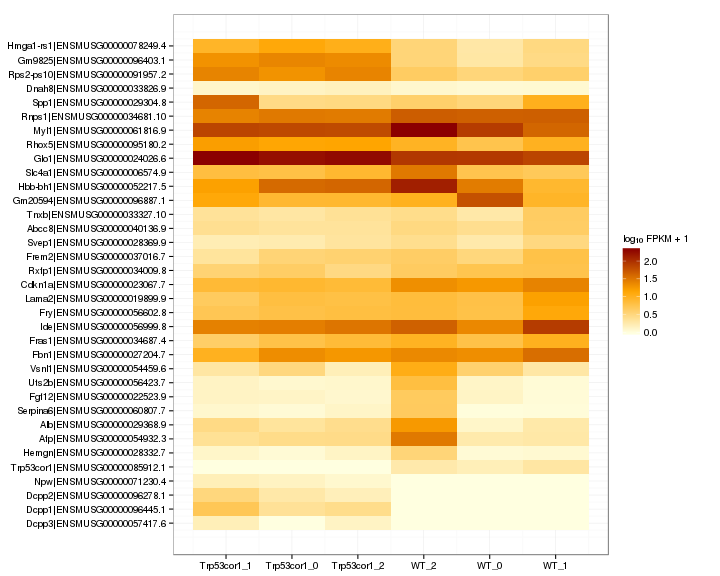 Hmga1-rs1|ENSMUSG00000078249.4
Gm9825|ENSMUSG00000096403.1
Rps2-ps10|ENSMUSG00000091957.2
Dnah8|ENSMUSG00000033826.9
Spp1|ENSMUSG00000029304.8
Rnps1|ENSMUSG00000034681.10
Myl1|ENSMUSG00000061816.9
Rhox5|ENSMUSG00000095180.2
Glo1|ENSMUSG00000024026.6
Slc4a1|ENSMUSG00000006574.9
Hbb-bh1|ENSMUSG00000052217.5
Gm20594|ENSMUSG00000096887.1
Tnxb|ENSMUSG00000033327.10
Abcc8|ENSMUSG00000040136.9
Svep1|ENSMUSG00000028369.9
Frem2|ENSMUSG00000037016.7
Rxfp1|ENSMUSG00000034009.8
Cdkn1a|ENSMUSG00000023067.7
Lama2|ENSMUSG00000019899.9
Fry|ENSMUSG00000056602.8
Ide|ENSMUSG00000056999.8
Fras1|ENSMUSG00000034687.4
Fbn1|ENSMUSG00000027204.7
Vsnl1|ENSMUSG00000054459.6
Uts2b|ENSMUSG00000056423.7
Fgf12|ENSMUSG00000022523.9
Serpina6|ENSMUSG00000060807.7
Alb|ENSMUSG00000029368.9
Afp|ENSMUSG00000054932.3
Hemgn|ENSMUSG00000028332.7
Trp53cor1|ENSMUSG00000085912.1
Npw|ENSMUSG00000071230.4
Dcpp2|ENSMUSG00000096278.1
Dcpp1|ENSMUSG00000096445.1
Dcpp3|ENSMUSG00000057417.6
Trp53cor1_1 Trp53cor1_0 Trp53cor1_2 WT_2 WT_0 WT_1
log10 FPKM + 1
2.0
1.5
1.0
0.5
0.0